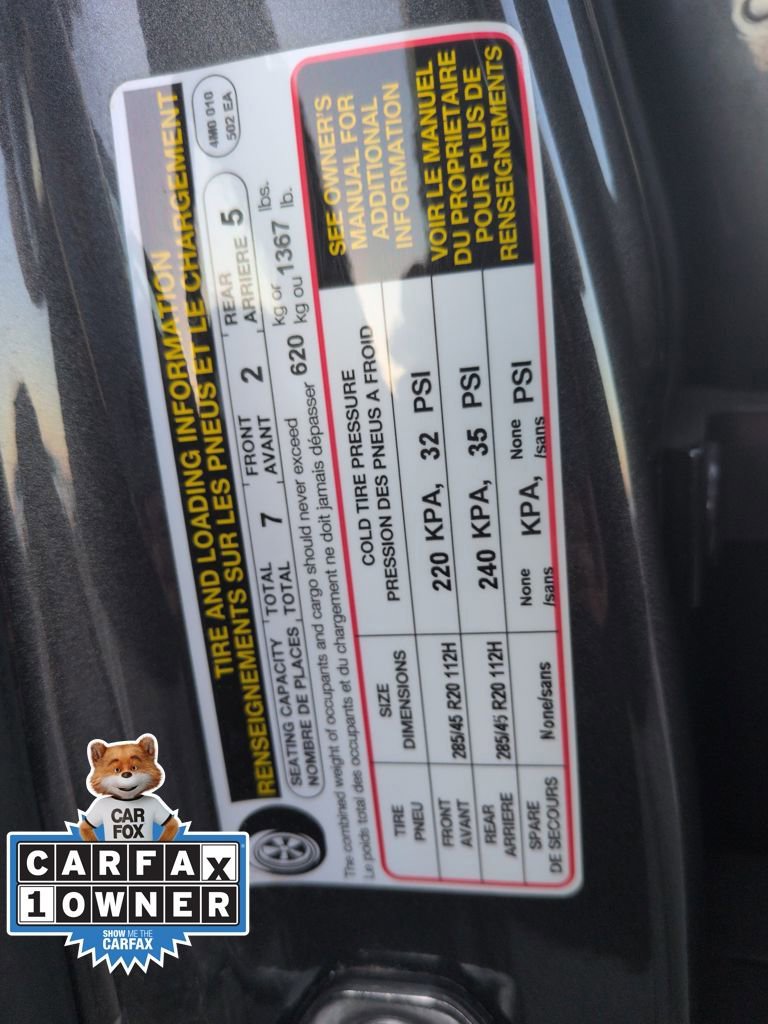 TIRE AND LOADING INFORMATION
RENSEIGNEMENTS SUR LES PNEUS ET LE CHARGEMENT
4M0 010
502 EA
SEATING CAPACITY TOTAL 7 FRONT 2 REAR 5
NOMBRE DE PLACES TOTAL AVANT ARRIERE
The combined weight of occupants and cargo should never exceed 620 kg or 1367 lbs.
Le poids total des occupants et du chargement ne doit jamais dépasser kg ou lb.
TIRE
PNEU
SIZE
DIMENSIONS
COLD TIRE PRESSURE
PRESSION DES PNEUS A FROID
SEE OWNER'S
MANUAL FOR
ADDITIONAL
INFORMATION
VOIR LE MANUEL
DU PROPRIETAIRE
POUR PLUS DE
RENSEIGNEMENTS
FRONT
AVANT
285/45 R20 112H
220 KPA, 32 PSI
REAR
ARRIERE
285/45 R20 112H
240 KPA, 35 PSI
SPARE
DE SECOURS
None/sans
None
/sans KPA,
None
/sans PSI
CAR
FOX
CARFAX
1 OWNER
SHOW ME THE
CARFAX